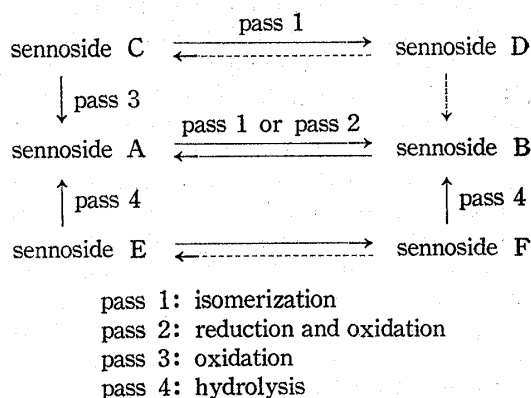 pass 1
sennoside C sennoside D
pass 3
pass 1 or pass 2
sennoside A sennoside B
pass 4 pass 4
sennoside E sennoside F
pass 1: isomerization
pass 2: reduction and oxidation
pass 3: oxidation
pass 4: hydrolysis